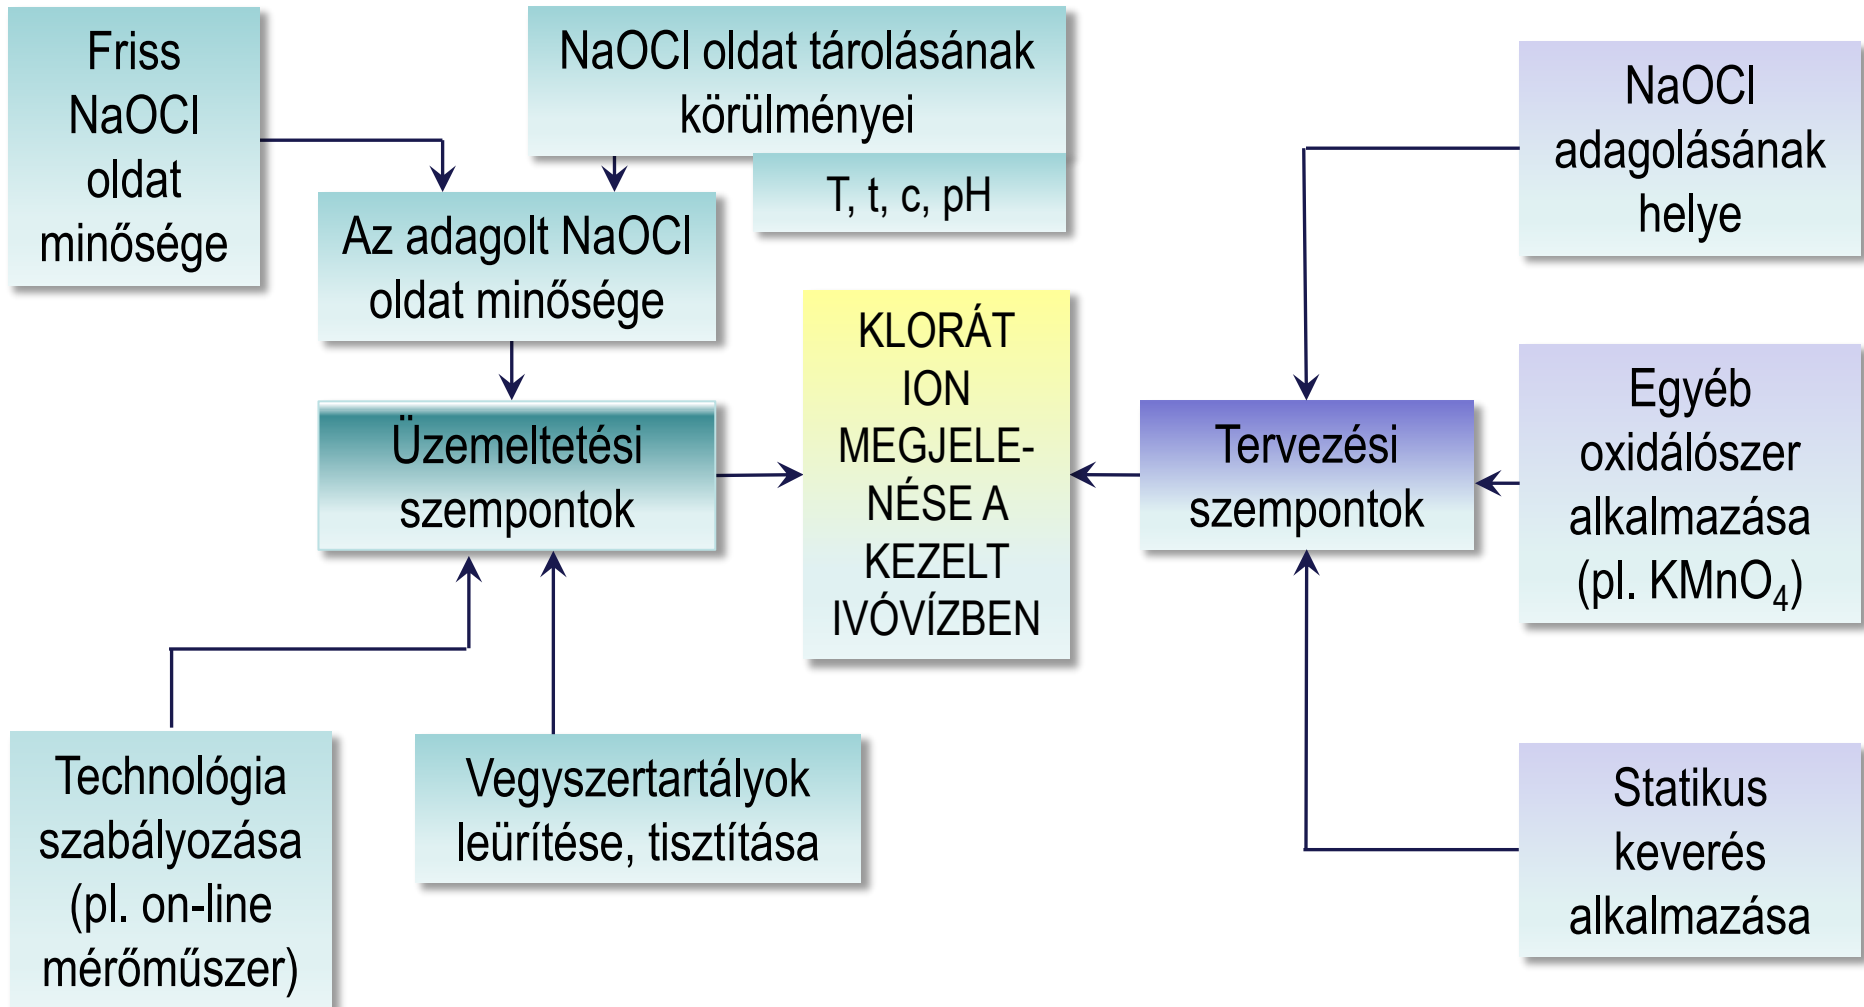 Friss
NaOCl
oldat
minősége
NaOCl oldat tárolásának
körülményei
T, t, c, pH
Az adagolt NaOCl
oldat minősége
Üzemeltetési
szempontok
Technológia
szabályozása
(pl. on-line
mérőműszer)
Vegyszertartályok
leürítése, tisztítása
KLORÁT
ION
MEGJELE-
NÉSE A
KEZELT
IVÓVÍZBEN
Tervezési
szempontok
NaOCl
adagolásának
helye
Egyéb
oxidálószer
alkalmazása
(pl. KMnO₄)
Statikus
keverés
alkalmazása